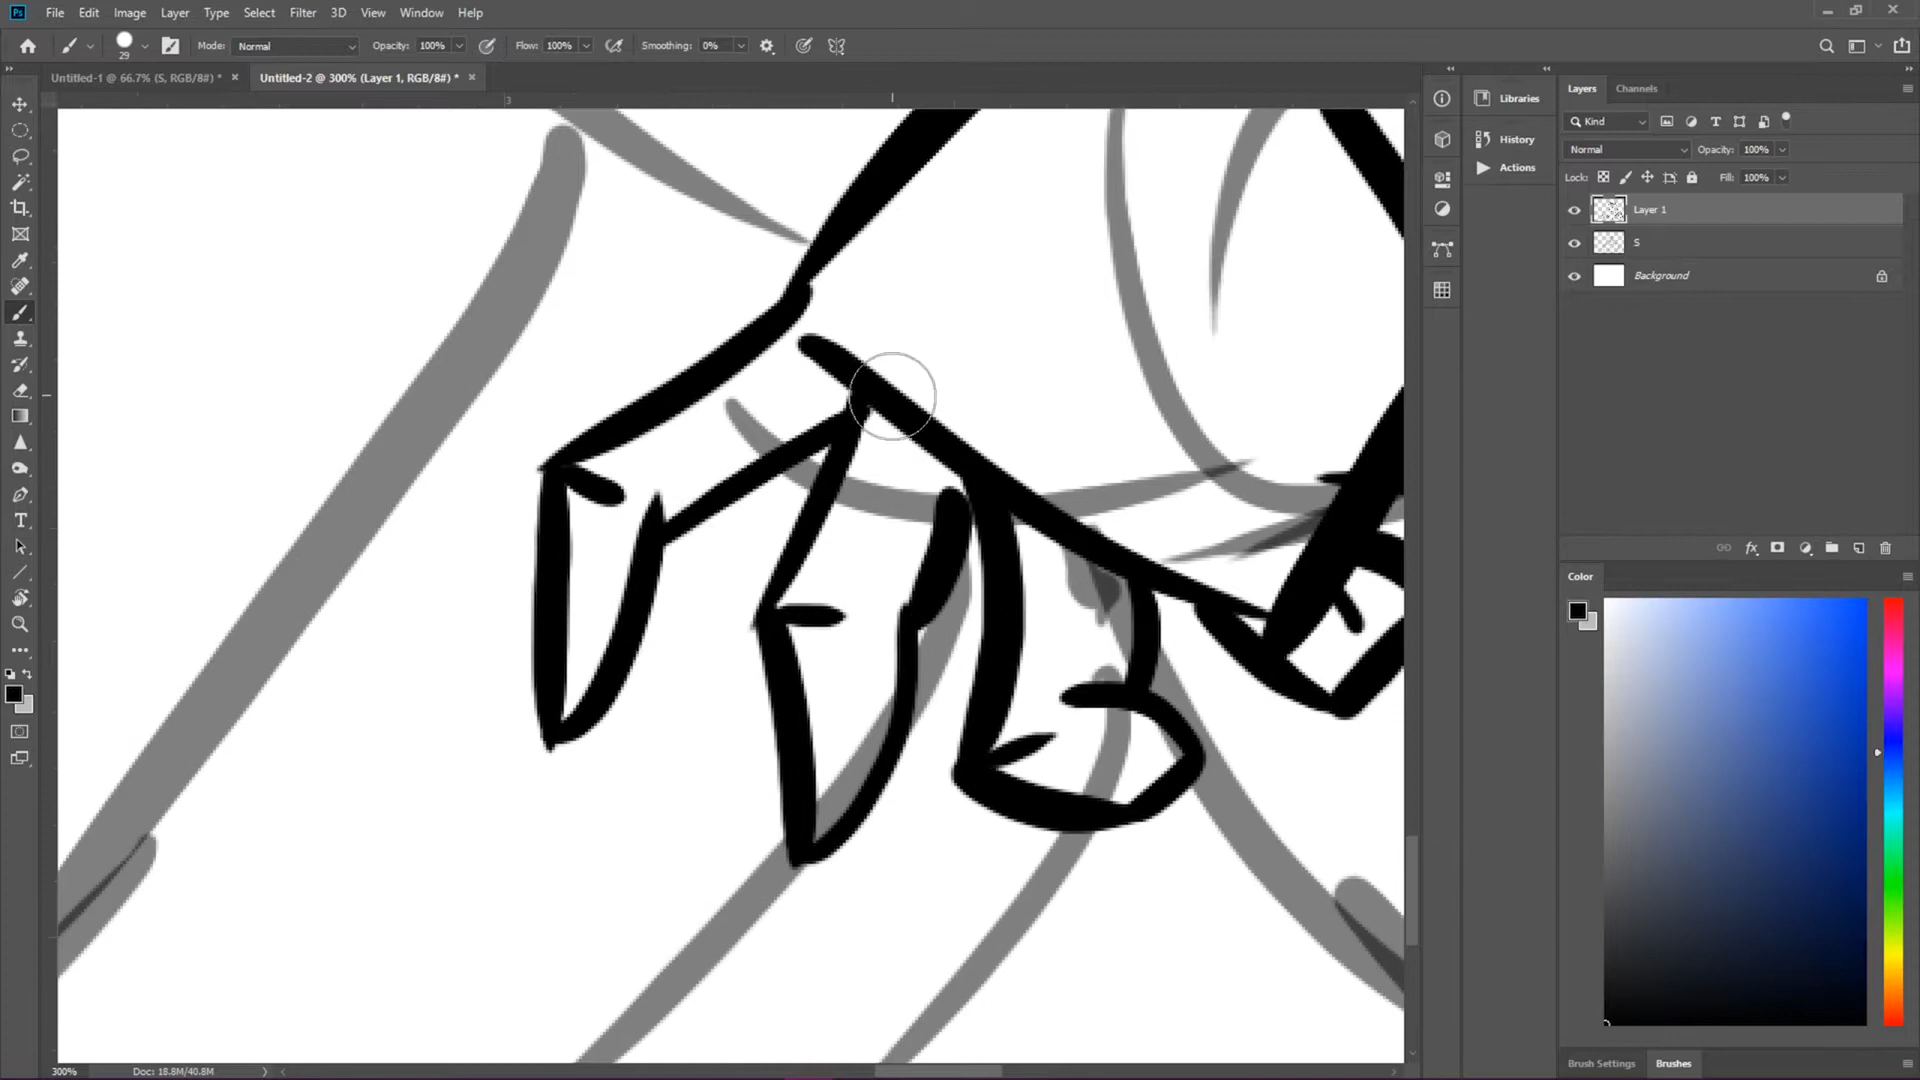 Ps File Edit Image Layer Type Select Filter 3D View Window Help
29 Mode: Normal Opacity: 100% Flow: 100% Smoothing: 0%
Untitled-1 @ 66.7% (S, RGB/8#) * × Untitled-2 @ 300% (Layer 1, RGB/8#) * ×
3
Libraries
History
Actions
Layers Channels
Kind
Normal Opacity: 100%
Lock: Fill: 100%
Layer 1
S
Background
Color
Brush Settings Brushes
300% Doc: 18.8M/40.8M